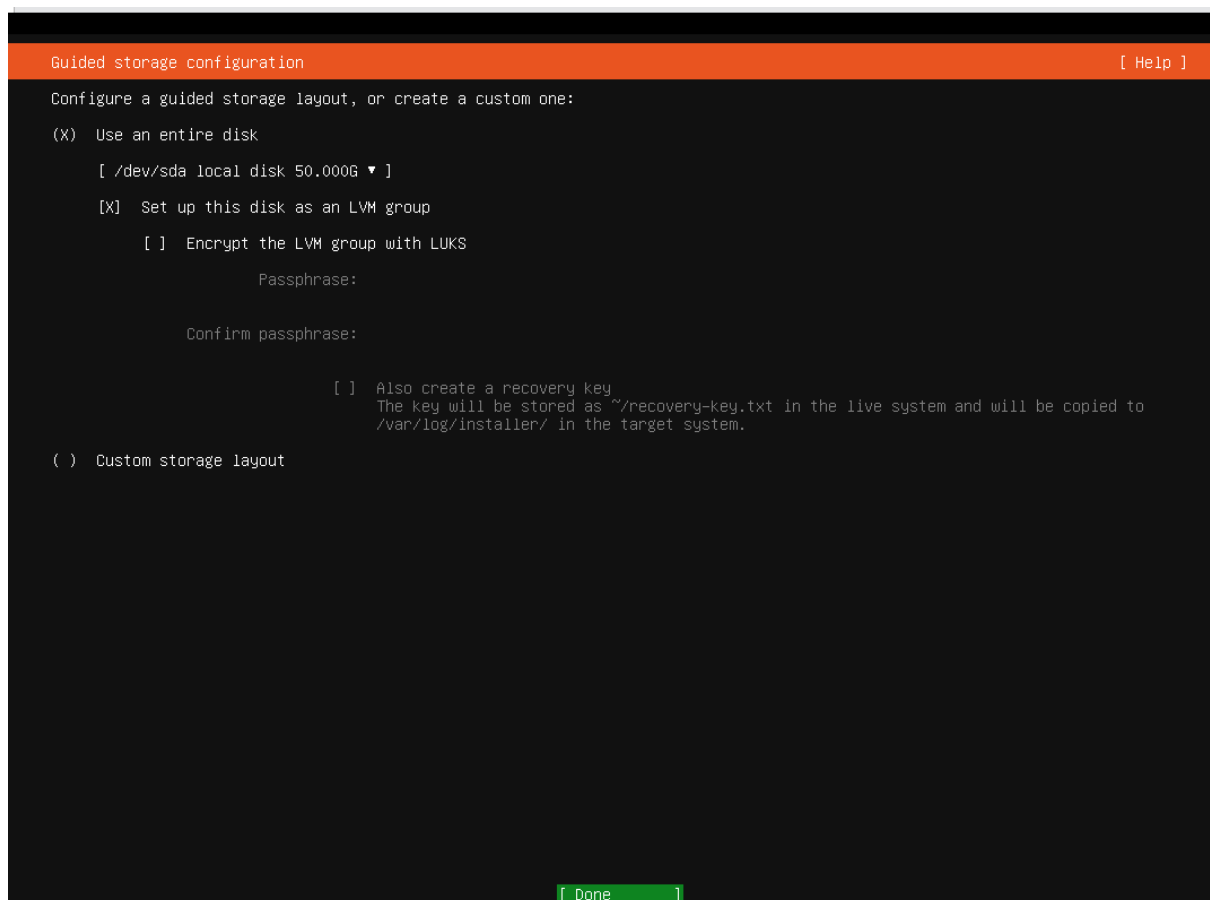 Guided storage configuration [ Help ]
Configure a guided storage layout, or create a custom one:
(X) Use an entire disk
[ /dev/sda local disk 50.000G ▾ ]
[X] Set up this disk as an LVM group
[ ] Encrypt the LVM group with LUKS
Passphrase:
Confirm passphrase:
[ ] Also create a recovery key
The key will be stored as ~/recovery-key.txt in the live system and will be copied to
/var/log/installer/ in the target system.
( ) Custom storage layout
[ Done ]